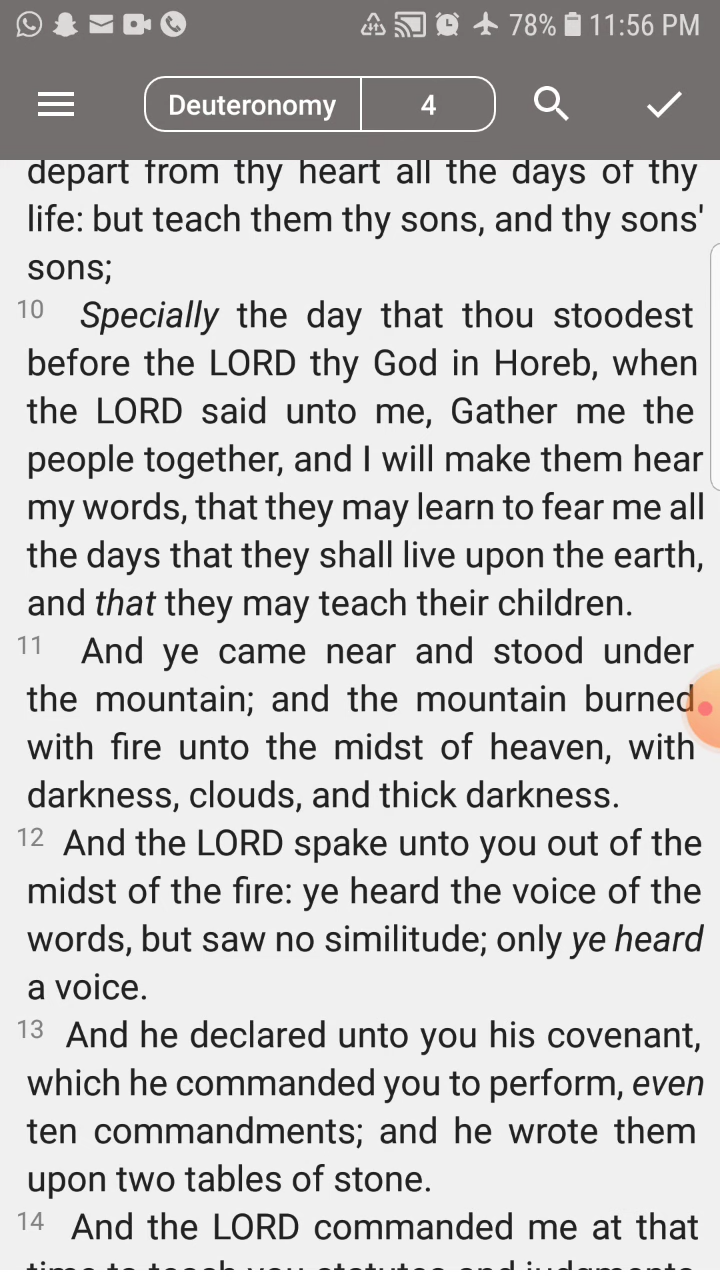 78% 11:56 PM
Deuteronomy 4
depart from thy heart all the days of thy
life: but teach them thy sons, and thy sons'
sons;
10 Specially the day that thou stoodest
before the LORD thy God in Horeb, when
the LORD said unto me, Gather me the
people together, and I will make them hear
my words, that they may learn to fear me all
the days that they shall live upon the earth,
and that they may teach their children.
11 And ye came near and stood under
the mountain; and the mountain burned
with fire unto the midst of heaven, with
darkness, clouds, and thick darkness.
12 And the LORD spake unto you out of the
midst of the fire: ye heard the voice of the
words, but saw no similitude; only ye heard
a voice.
13 And he declared unto you his covenant,
which he commanded you to perform, even
ten commandments; and he wrote them
upon two tables of stone.
14 And the LORD commanded me at that
time to teach you statutes and judgments,